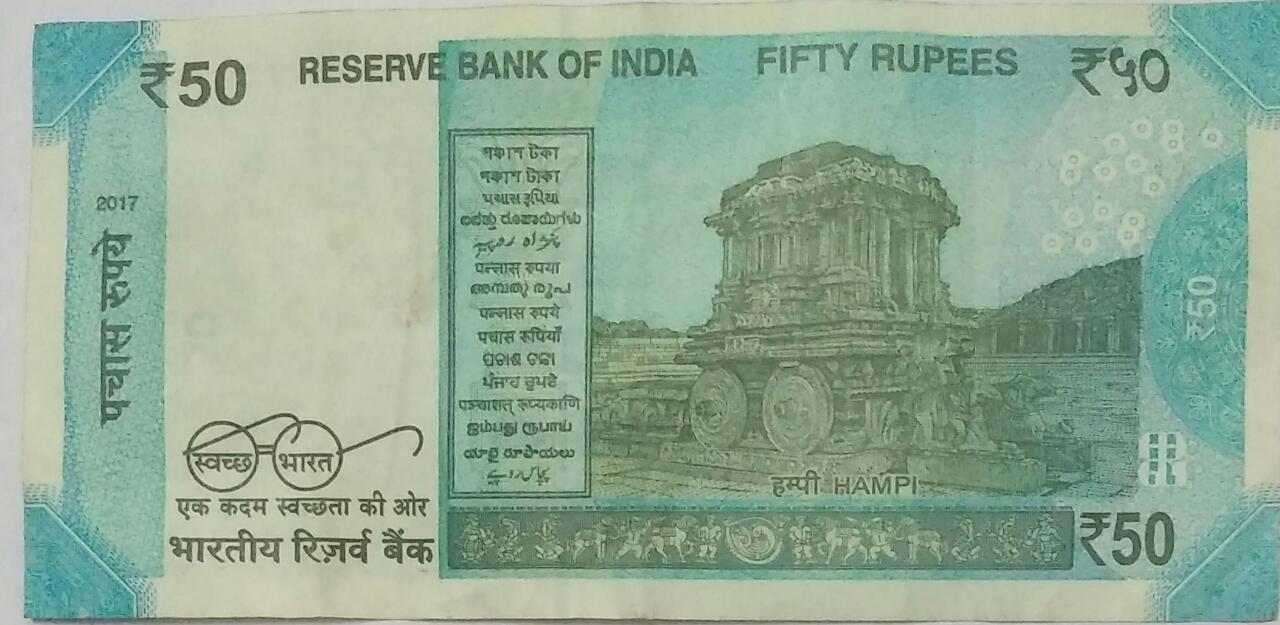 ₹50 RESERVE BANK OF INDIA FIFTY RUPEES ₹५०
2017
पचास रुपये
পঞ্চাশ টকা
পঞ্চাশ টাকা
પચાસ રૂપિયા
ಐವತ್ತು ರೂಪಾಯಿಗಳು
पन्नास रुपया
അമ്പതു രൂപ
पन्नास रुपये
पचास रुपियाँ
ପଚାଶ ଟଙ୍କା
ਪੰਜਾਹ ਰੁਪਏ
पञ्चाशत् रूप्यकाणि
ஐம்பது ரூபாய்
యాభై రూపాయలు
پچاس روپے
₹50
स्वच्छ भारत
एक कदम स्वच्छता की ओर
भारतीय रिज़र्व बैंक
हम्पी HAMPI
₹50